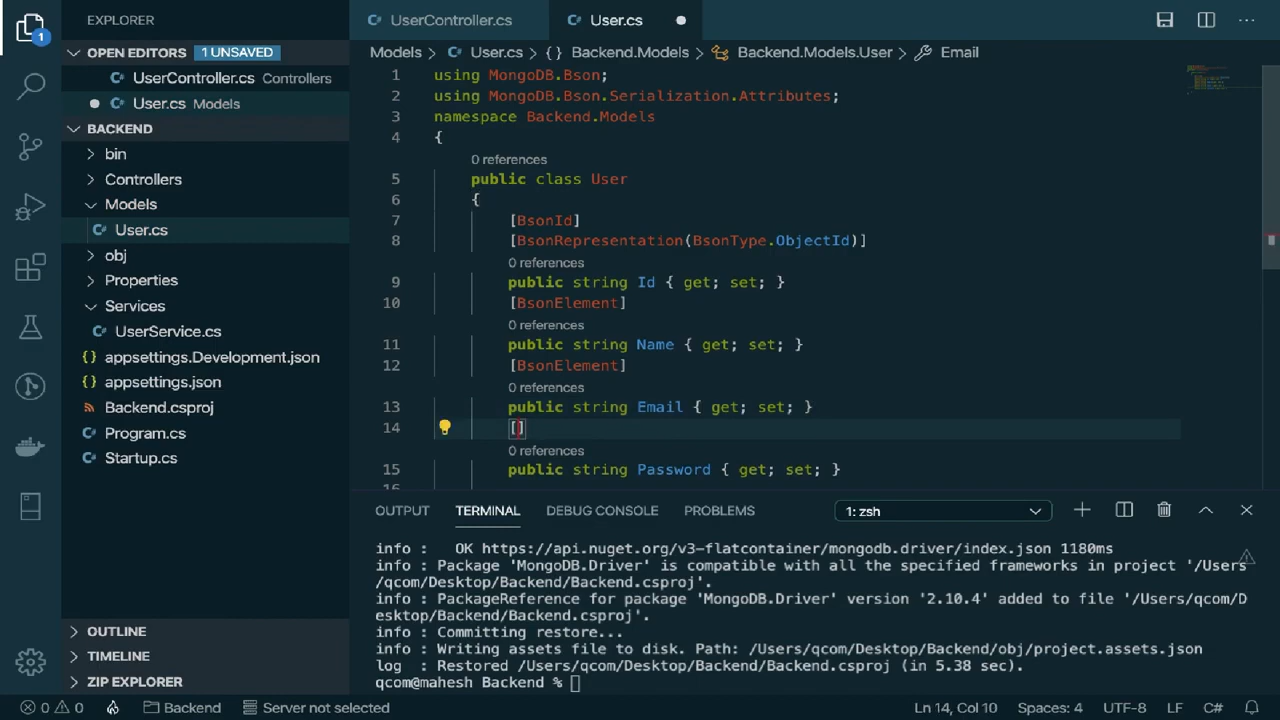 EXPLORER
UserController.cs
User.cs
OPEN EDITORS 1 UNSAVED
UserController.cs Controllers
User.cs Models
BACKEND
bin
Controllers
Models
User.cs
obj
Properties
Services
UserService.cs
appsettings.Development.json
appsettings.json
Backend.csproj
Program.cs
Startup.cs
OUTLINE
TIMELINE
ZIP EXPLORER
1
Models > User.cs > {} Backend.Models > Backend.Models.User > Email
1 using MongoDB.Bson;
2 using MongoDB.Bson.Serialization.Attributes;
3 namespace Backend.Models
4 {
0 references
5 public class User
6 {
7 [BsonId]
8 [BsonRepresentation(BsonType.ObjectId)]
0 references
9 public string Id { get; set; }
10 [BsonElement]
0 references
11 public string Name { get; set; }
12 [BsonElement]
0 references
13 public string Email { get; set; }
14 []
0 references
15 public string Password { get; set; }
16
OUTPUT TERMINAL DEBUG CONSOLE PROBLEMS 1: zsh
info : OK https://api.nuget.org/v3-flatcontainer/mongodb.driver/index.json 1180ms
info : Package 'MongoDB.Driver' is compatible with all the specified frameworks in project '/Users
/qcom/Desktop/Backend/Backend.csproj'.
info : PackageReference for package 'MongoDB.Driver' version '2.10.4' added to file '/Users/qcom/D
esktop/Backend/Backend.csproj'.
info : Committing restore...
info : Writing assets file to disk. Path: /Users/qcom/Desktop/Backend/obj/project.assets.json
log : Restored /Users/qcom/Desktop/Backend/Backend.csproj (in 5.38 sec).
qcom@mahesh Backend %
0 0 Backend Server not selected Ln 14, Col 10 Spaces: 4 UTF-8 LF C#